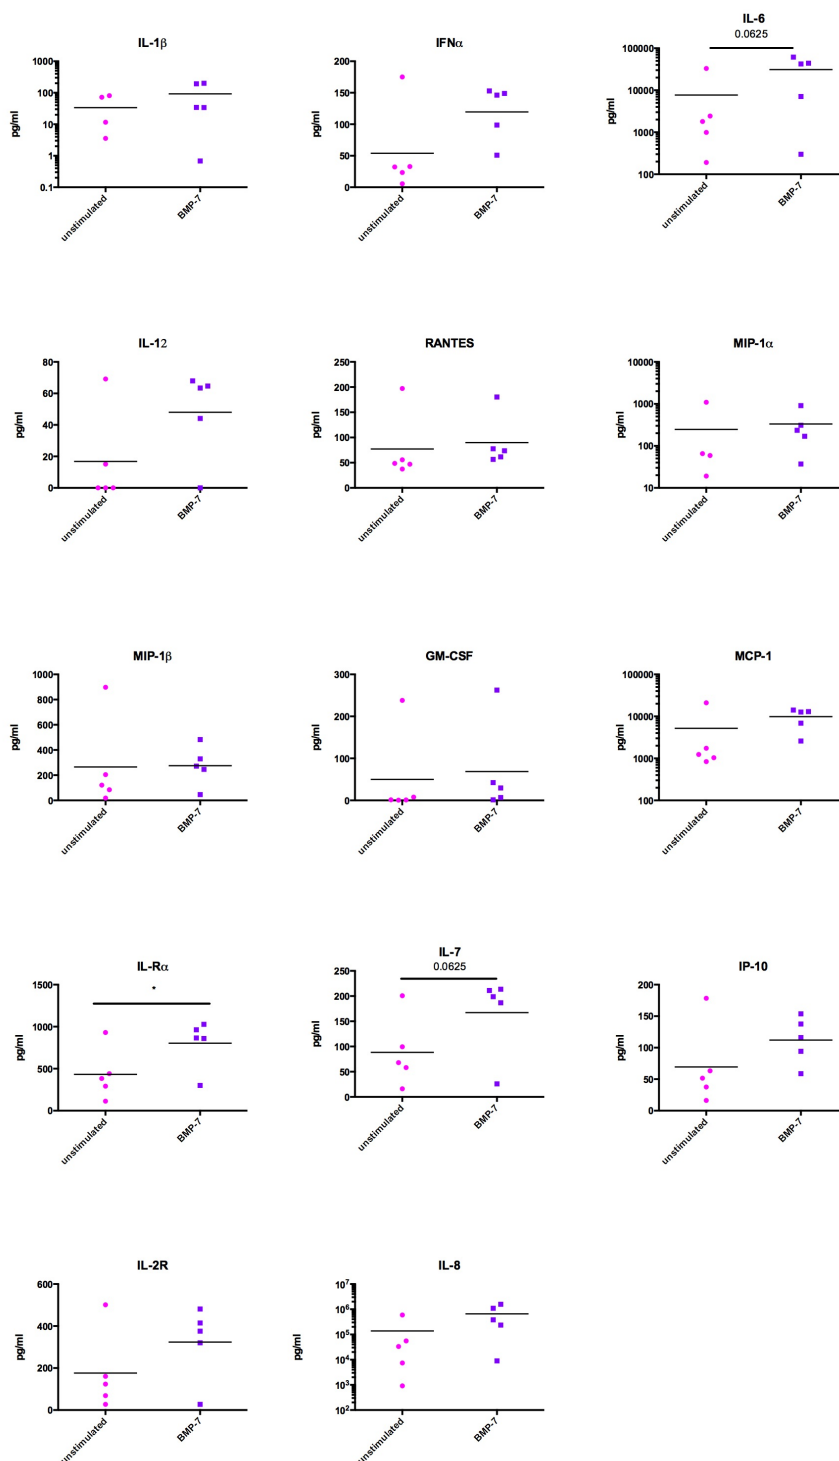 IL-1β
1000
100
10
1
0.1
pg/ml
unstimulated
BMP-7
IFNα
200
150
100
50
0
pg/ml
unstimulated
BMP-7
IL-6
0.0625
100000
10000
1000
100
pg/ml
unstimulated
BMP-7
IL-12
80
60
40
20
0
pg/ml
unstimulated
BMP-7
RANTES
250
200
150
100
50
0
pg/ml
unstimulated
BMP-7
MIP-1α
10000
1000
100
10
pg/ml
unstimulated
BMP-7
MIP-1β
1000
800
600
400
200
0
pg/ml
unstimulated
BMP-7
GM-CSF
300
200
100
0
pg/ml
unstimulated
BMP-7
MCP-1
100000
10000
1000
100
pg/ml
unstimulated
BMP-7
IL-Rα
*
1500
1000
500
0
pg/ml
unstimulated
BMP-7
IL-7
0.0625
250
200
150
100
50
0
pg/ml
unstimulated
BMP-7
IP-10
200
150
100
50
0
pg/ml
unstimulated
BMP-7
IL-2R
600
400
200
0
pg/ml
unstimulated
BMP-7
IL-8
10⁷
10⁶
10⁵
10⁴
10³
10²
pg/ml
unstimulated
BMP-7